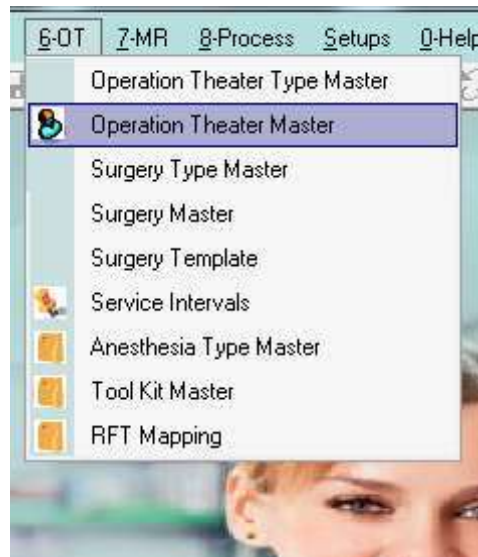 6-OT 7-MR 8-Process Setups 0-Help
Operation Theater Type Master
Operation Theater Master
Surgery Type Master
Surgery Master
Surgery Template
Service Intervals
Anesthesia Type Master
Tool Kit Master
RFT Mapping